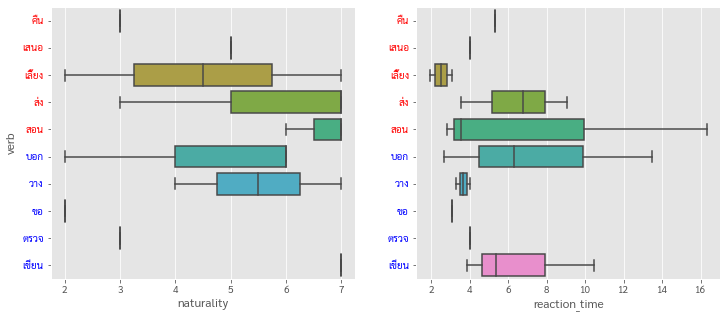 คืน
เสนอ
เลี้ยง
ส่ง
สอน
บอก
วาง
ขอ
ตรวจ
เขียน
verb
2 3 4 5 6 7
naturality
คืน
เสนอ
เลี้ยง
ส่ง
สอน
บอก
วาง
ขอ
ตรวจ
เขียน
2 4 6 8 10 12 14 16
reaction_time